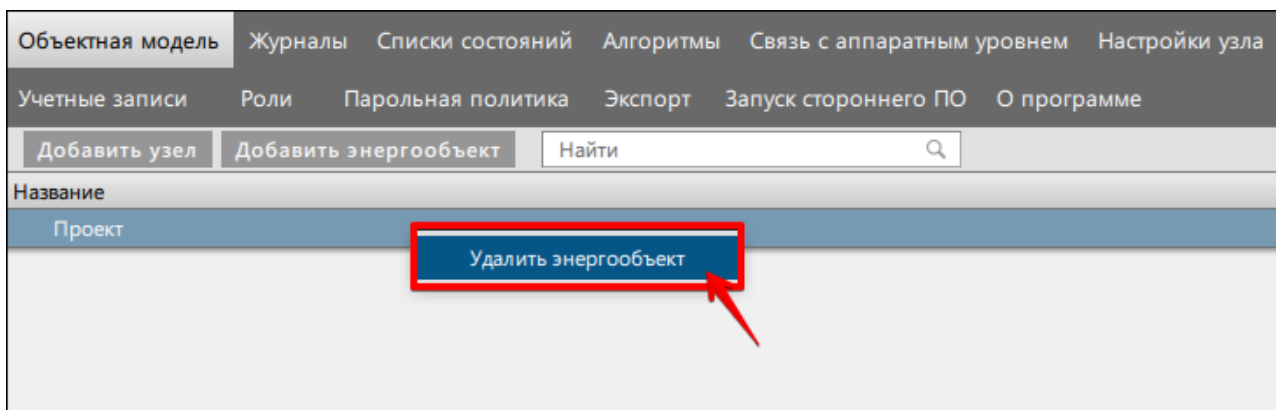 Объектная модель Журналы Списки состояний Алгоритмы Связь с аппаратным уровнем Настройки узла
Учетные записи Роли Парольная политика Экспорт Запуск стороннего ПО О программе
Добавить узел Добавить энергообъект Найти
Название
Проект
Удалить энергообъект